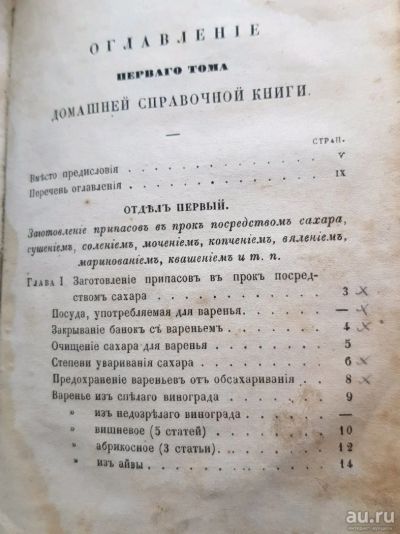 ОГЛАВЛЕНІЕ
ПЕРВАГО ТОМА
ДОМАШНЕЙ СПРАВОЧНОЙ КНИГИ.
СТРАН.
Вмѣсто предисловія . . . . . . . . . . V
Перечень оглавленія . . . . . . . . . . IX
ОТДѢЛЪ ПЕРВЫЙ.
Заготовленіе припасовъ въ прокъ посредствомъ сахара,
сушеніемъ, соленіемъ, моченіемъ, копченіемъ, вяленіемъ,
маринованіемъ, квашеніемъ и т. п.
ГЛАВА I. Заготовленіе припасовъ въ прокъ посред-
ствомъ сахара . . . . . . . . . . 3 ×
Посуда, употребляемая для варенья . . . . — ×
Закрываніе банокъ съ вареньемъ . . . . . 4 ×
Очищеніе сахара для варенья . . . . . . 5
Степени увариванія сахара . . . . . . . 6 ×
Предохраненіе вареньевъ отъ обсахариванія . . 8 ×
Варенье изъ спѣлаго винограда . . . . . . 9
» изъ недозрѣлаго винограда . . . . . —
» вишневое (5 статей) . . . . . . . 10
» абрикосное (3 статьи) . . . . . . 12
» изъ айвы . . . . . . . . . . 14
au.ru